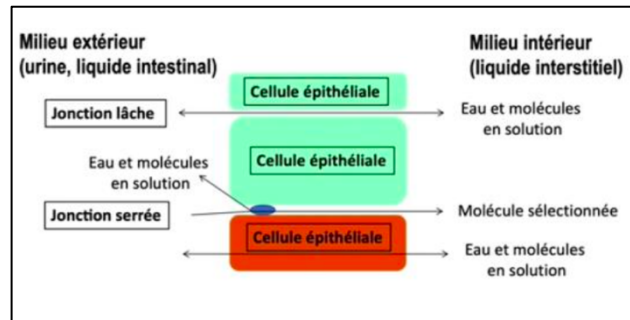 Milieu extérieur
(urine, liquide intestinal)
Milieu intérieur
(liquide interstitiel)
Cellule épithéliale
Jonction lâche
Eau et molécules
en solution
Eau et molécules
en solution
Cellule épithéliale
Jonction serrée
Molécule sélectionnée
Cellule épithéliale
Eau et molécules
en solution